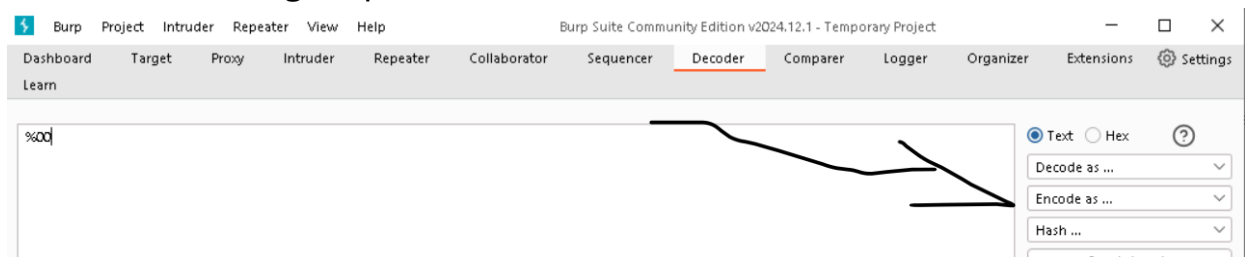 Burp Project Intruder Repeater View Help Burp Suite Community Edition v2024.12.1 - Temporary Project
Dashboard Target Proxy Intruder Repeater Collaborator Sequencer Decoder Comparer Logger Organizer Extensions Settings
Learn
%00
Text Hex ?
Decode as ...
Encode as ...
Hash ...